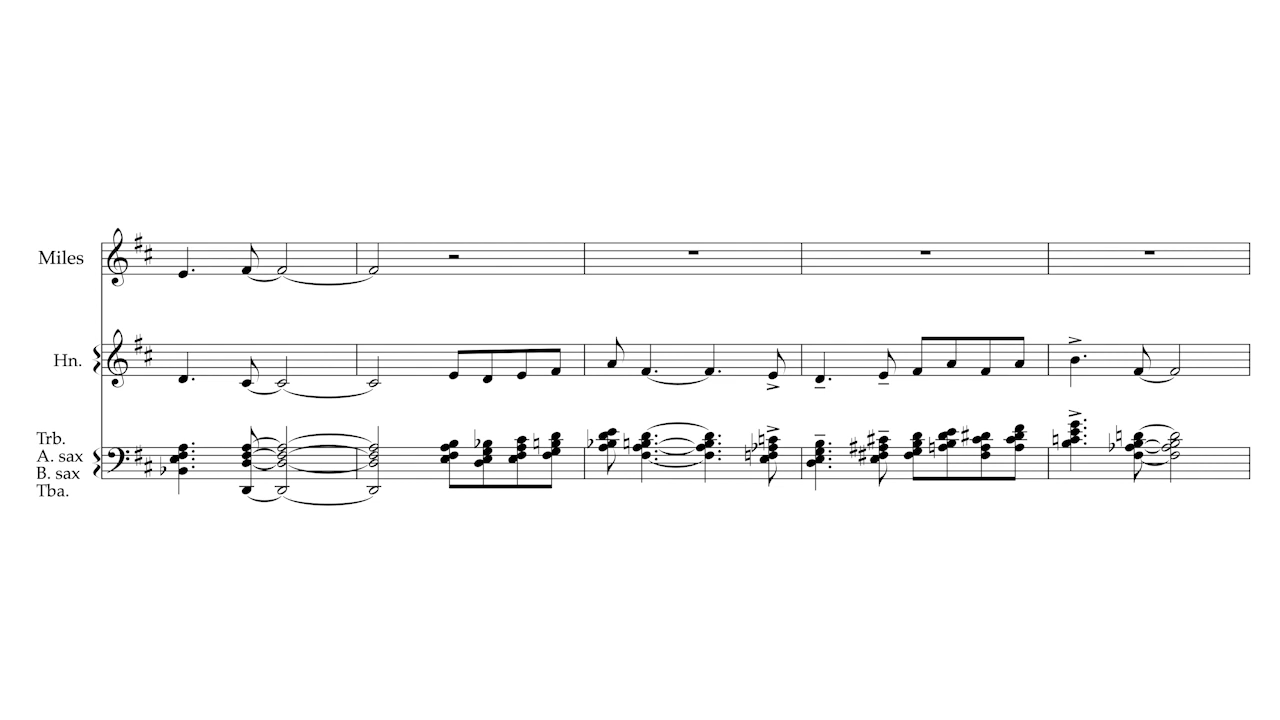 Miles
Hn.
Trb.
A. sax
B. sax
Tba.